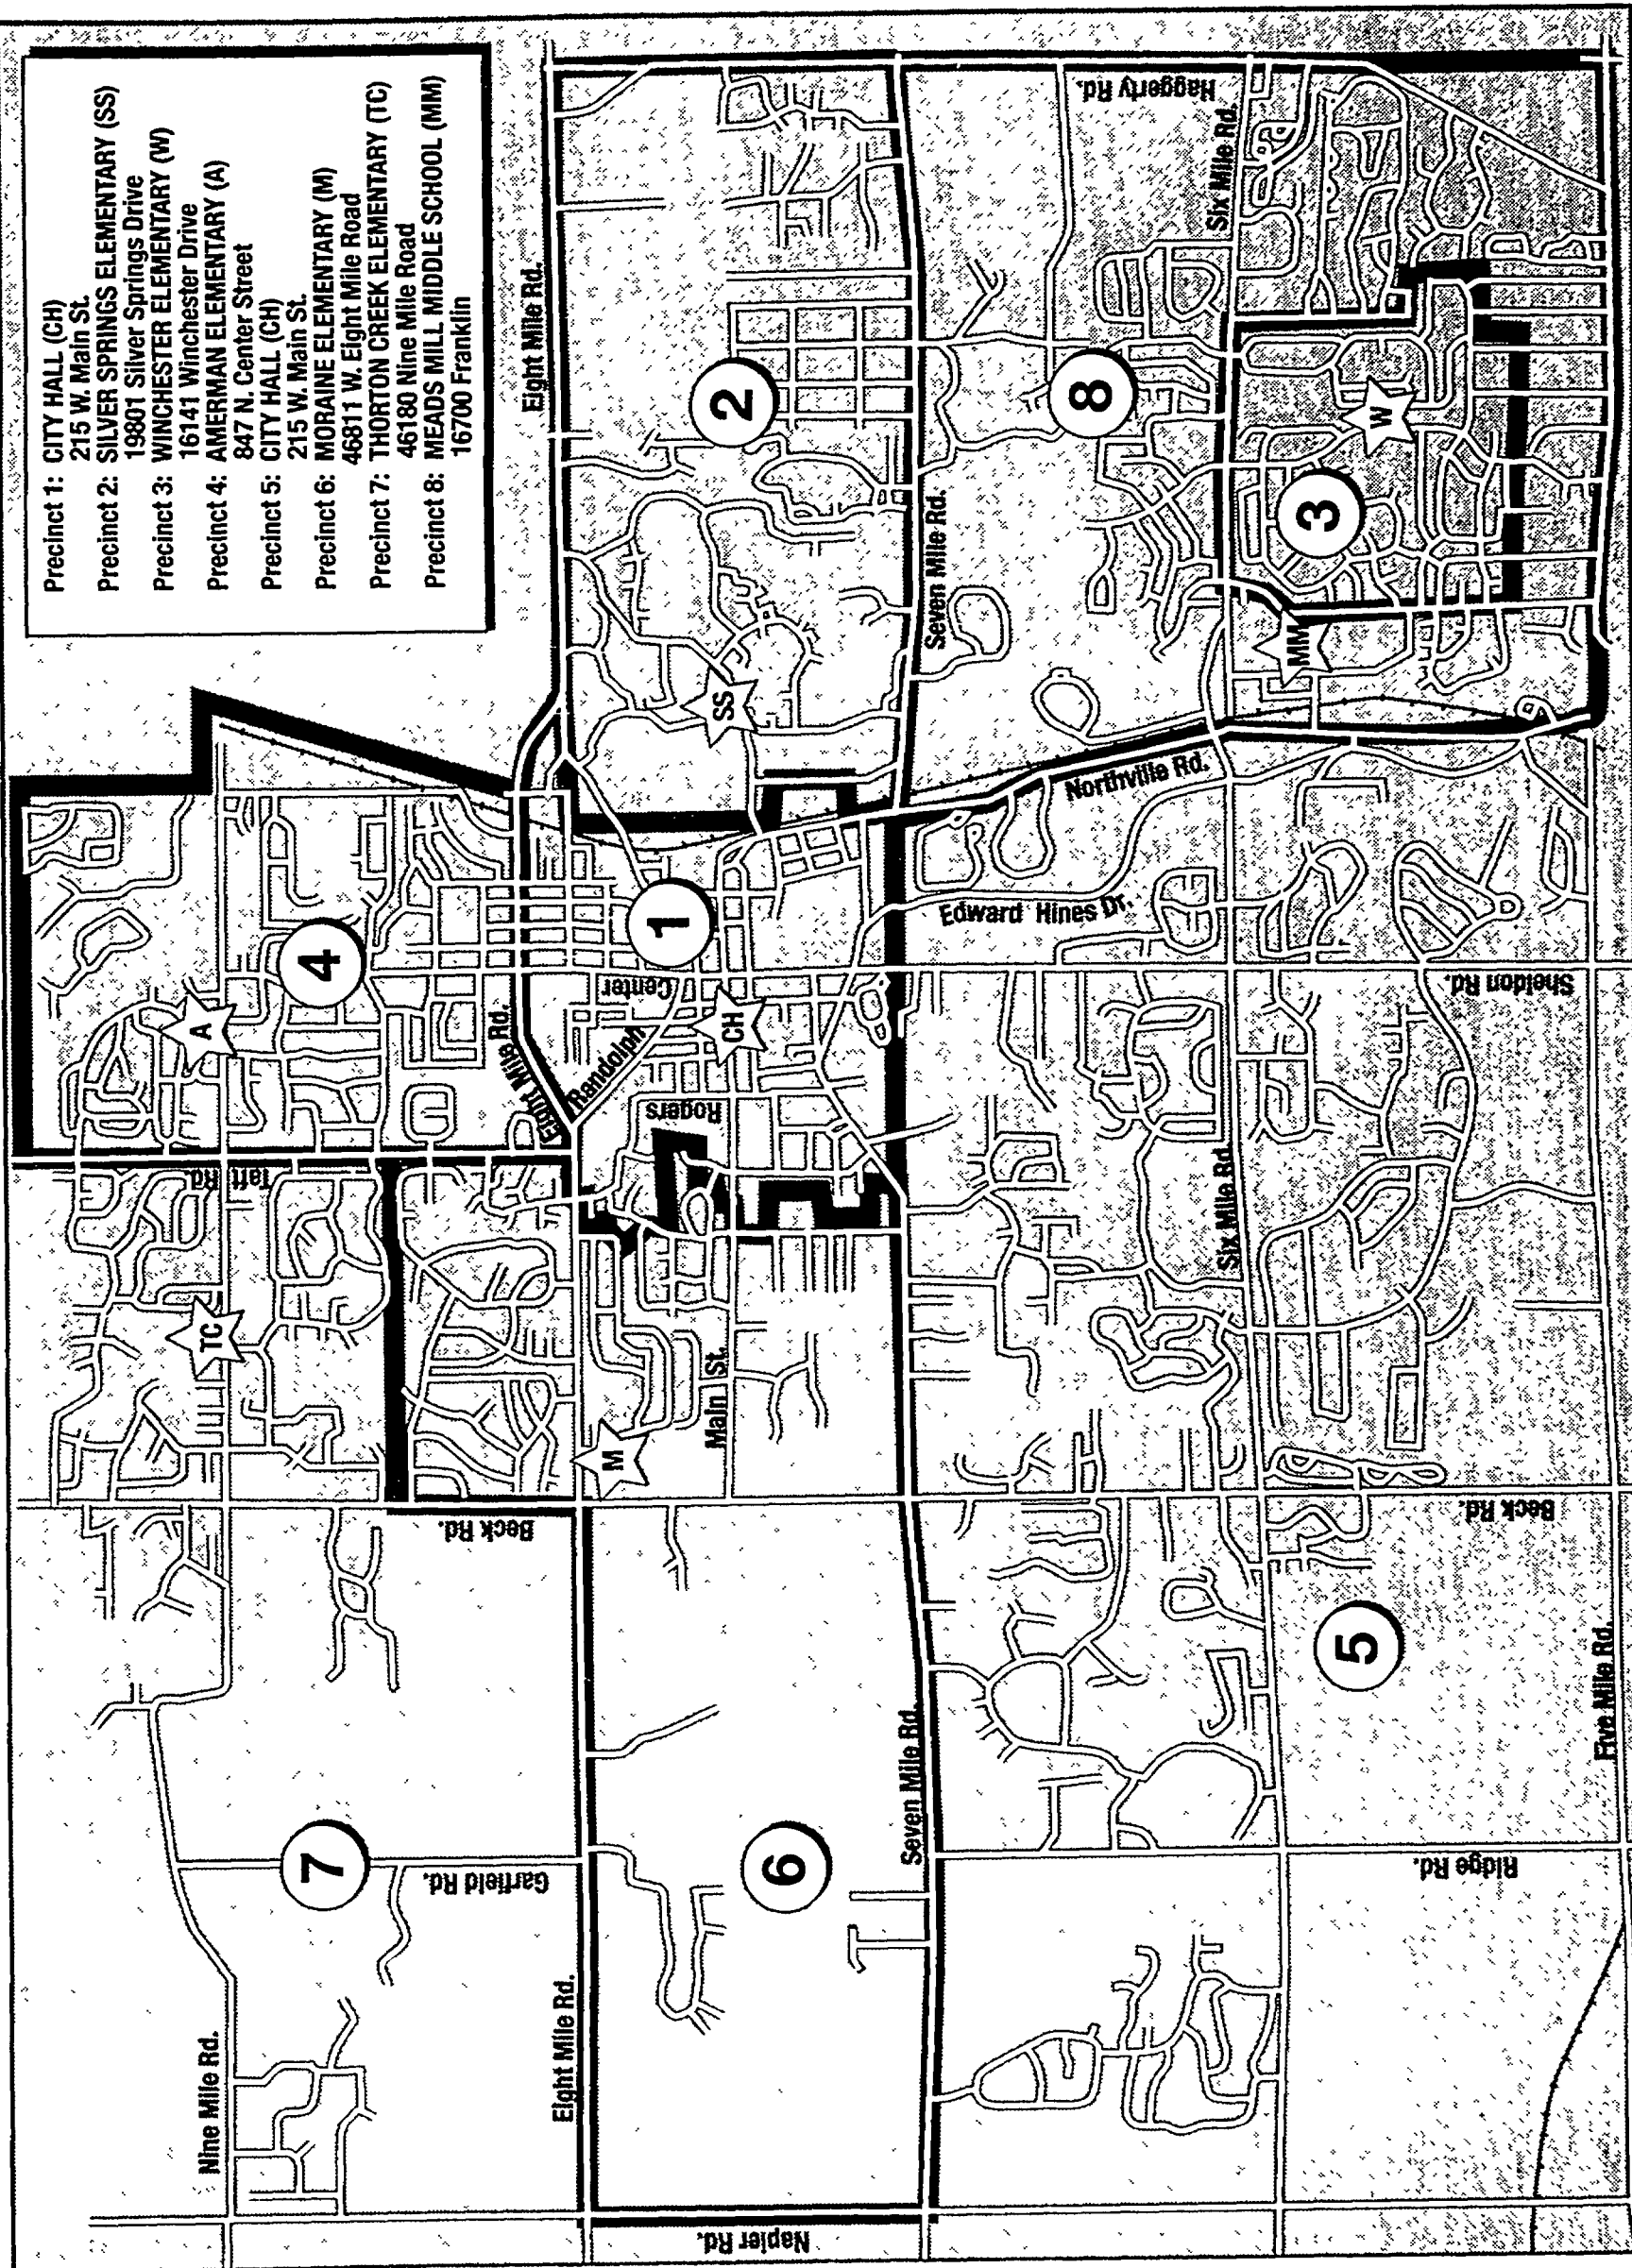 Precinct 1: CITY HALL (CH)
215 W. Main St.
Precinct 2: SILVER SPRINGS ELEMENTARY (SS)
19801 Silver Springs Drive
Precinct 3: WINCHESTER ELEMENTARY (W)
16141 Winchester Drive
Precinct 4: AMERMAN ELEMENTARY (A)
847 N. Center Street
Precinct 5: CITY HALL (CH)
215 W. Main St.
Precinct 6: MORAINE ELEMENTARY (M)
46811 W. Eight Mile Road
Precinct 7: THORTON CREEK ELEMENTARY (TC)
46180 Nine Mile Road
Precinct 8: MEADS MILL MIDDLE SCHOOL (MM)
16700 Franklin
Nine Mile Rd.
7
TC
Taft Rd
A
4
Garfield Rd.
Beck Rd.
Eight Mile Rd.
Eight Mile Rd.
Eight Mile Rd.
Napier Rd.
6
M
Main St.
Randolph
Rogers
Center
CH
1
SS
2
Seven Mile Rd.
Seven Mile Rd.
Edward Hines Dr.
Northville Rd.
8
Haggerty Rd.
Six Mile Rd.
Six Mile Rd.
Ridge Rd.
5
Beck Rd.
Sheldon Rd.
MM
3
W
Five Mile Rd.